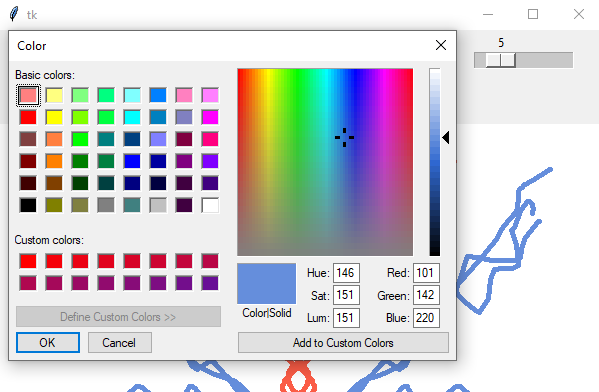 tk
5
Color
Basic colors:
Custom colors:
Define Custom Colors >>
OK Cancel
Hue: 146 Red: 101
Sat: 151 Green: 142
Color|Solid Lum: 151 Blue: 220
Add to Custom Colors